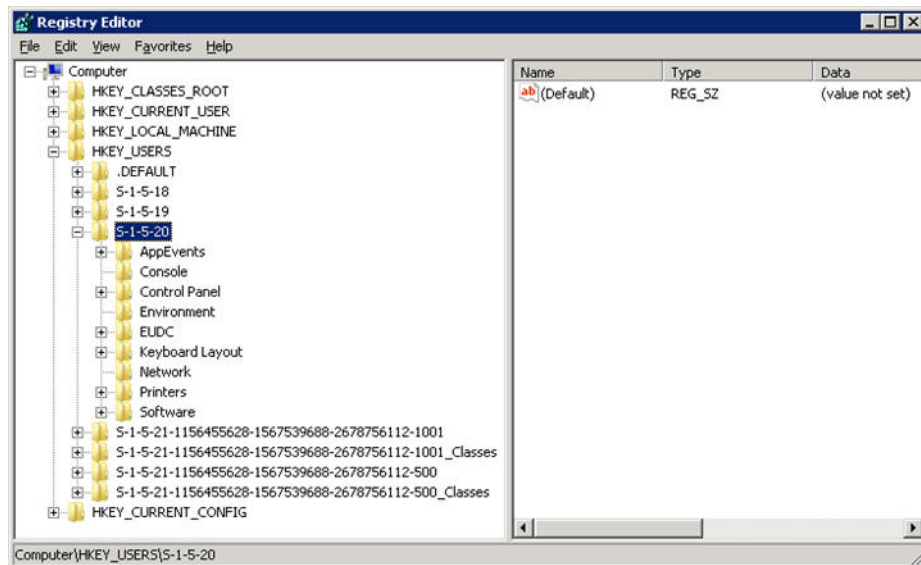 Registry Editor
File Edit View Favorites Help
Computer
HKEY_CLASSES_ROOT
HKEY_CURRENT_USER
HKEY_LOCAL_MACHINE
HKEY_USERS
.DEFAULT
S-1-5-18
S-1-5-19
S-1-5-20
AppEvents
Console
Control Panel
Environment
EUDC
Keyboard Layout
Network
Printers
Software
S-1-5-21-1156455628-1567539688-2678756112-1001
S-1-5-21-1156455628-1567539688-2678756112-1001_Classes
S-1-5-21-1156455628-1567539688-2678756112-500
S-1-5-21-1156455628-1567539688-2678756112-500_Classes
HKEY_CURRENT_CONFIG
Name Type Data
ab (Default) REG_SZ (value not set)
Computer\HKEY_USERS\S-1-5-20